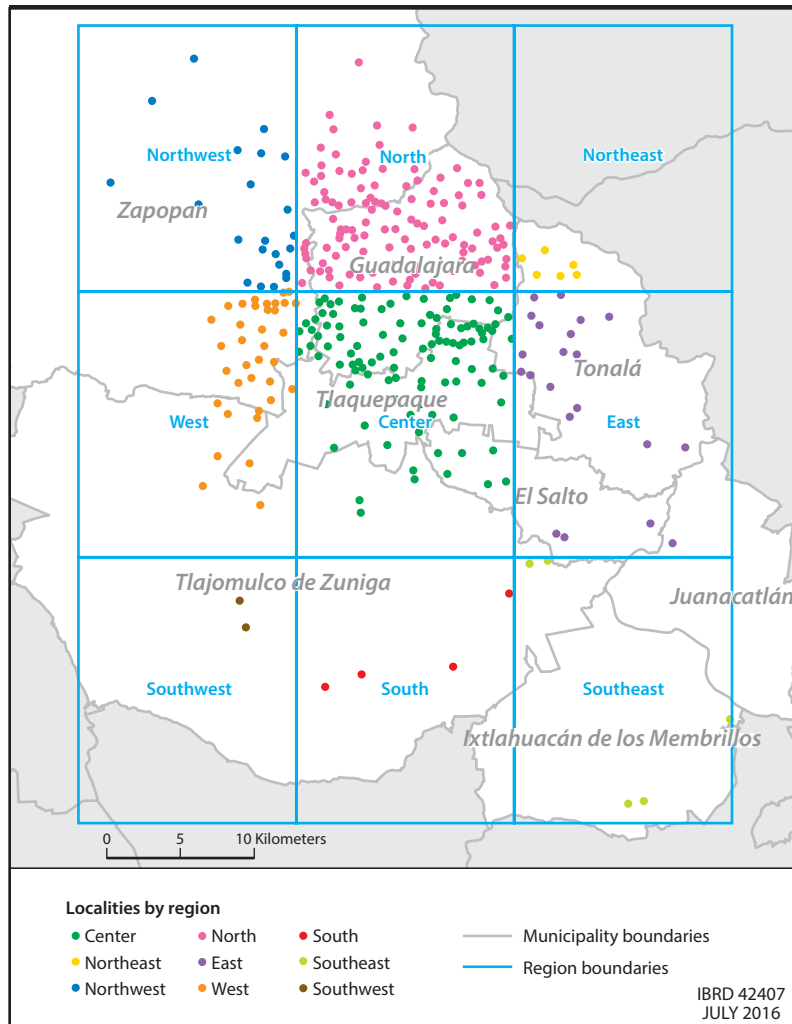 Northwest
North
Northeast
Zapopan
Guadalajara
Tonalá
Tlaquepaque
West
Center
East
El Salto
Tlajomulco de Zuniga
Juanacatlán
Southwest
South
Southeast
Ixtlahuacán de los Membrillos
0 5 10 Kilometers
Localities by region
Center North South Municipality boundaries
Northeast East Southeast Region boundaries
Northwest West Southwest
IBRD 42407
JULY 2016